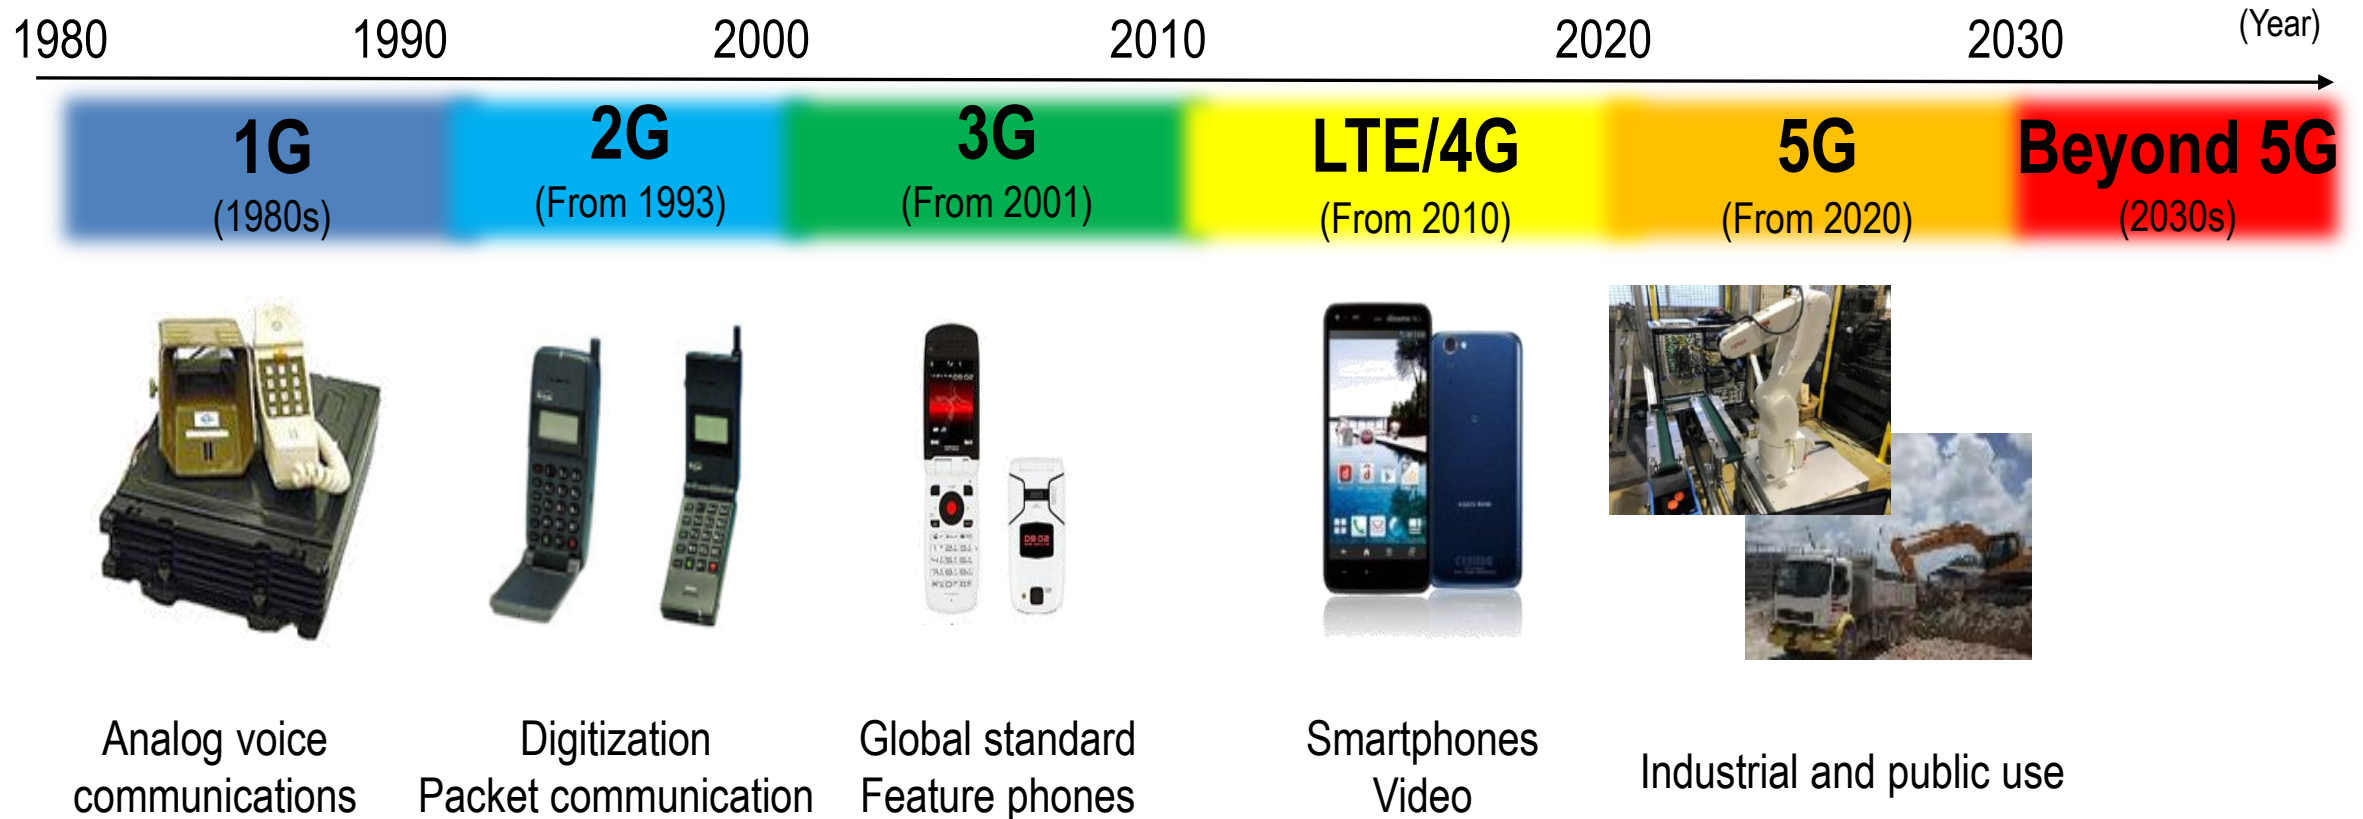 1980 1990 2000 2010 2020 2030 (Year)
1G 2G 3G LTE/4G 5G Beyond 5G
(1980s) (From 1993) (From 2001) (From 2010) (From 2020) (2030s)
09:02
Analog voice
communications
Digitization
Packet communication
Global standard
Feature phones
Smartphones
Video
Industrial and public use